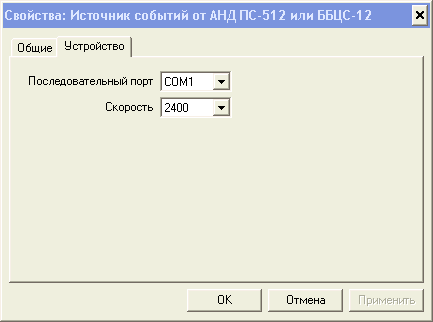 Свойства: Источник событий от АНД ПС-512 или ББЦС-12
Общие Устройство
Последовательный порт COM1
Скорость 2400
OK Отмена Применить